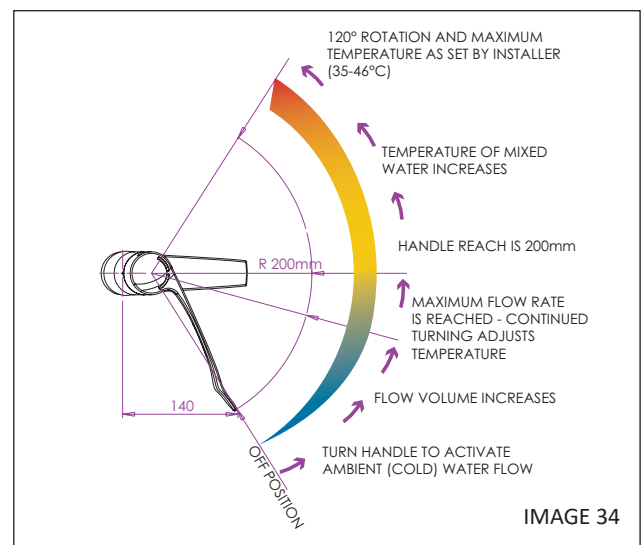 120° ROTATION AND MAXIMUM
TEMPERATURE AS SET BY INSTALLER
(35-46°C)
TEMPERATURE OF MIXED
WATER INCREASES
HANDLE REACH IS 200mm
R 200mm
MAXIMUM FLOW RATE
IS REACHED - CONTINUED
TURNING ADJUSTS
TEMPERATURE
FLOW VOLUME INCREASES
140
TURN HANDLE TO ACTIVATE
AMBIENT (COLD) WATER FLOW
OFF POSITION
IMAGE 34